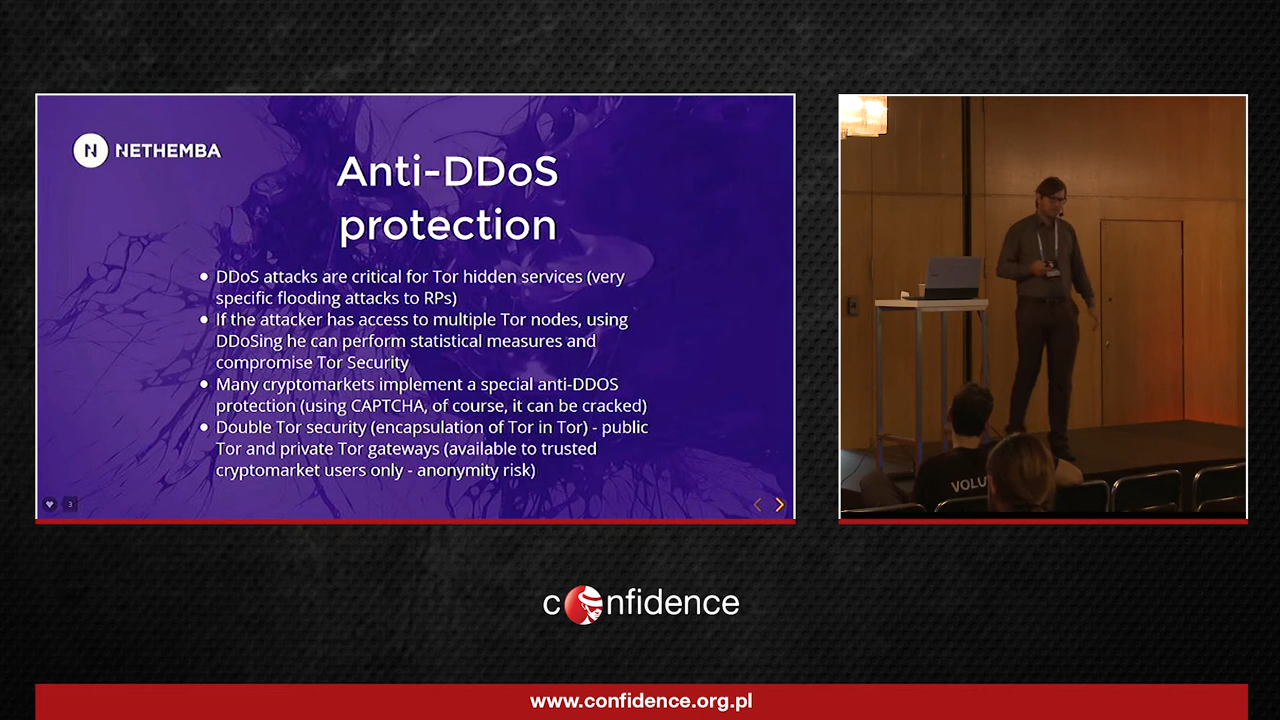 N NETHEMBA
Anti-DDoS
protection
• DDoS attacks are critical for Tor hidden services (very
specific flooding attacks to RPs)
• If the attacker has access to multiple Tor nodes, using
DDoSing he can perform statistical measures and
compromise Tor Security
• Many cryptomarkets implement a special anti-DDOS
protection (using CAPTCHA, of course, it can be cracked)
• Double Tor security (encapsulation of Tor in Tor) - public
Tor and private Tor gateways (available to trusted
cryptomarket users only - anonymity risk)
3
VOLU
confidence
www.confidence.org.pl